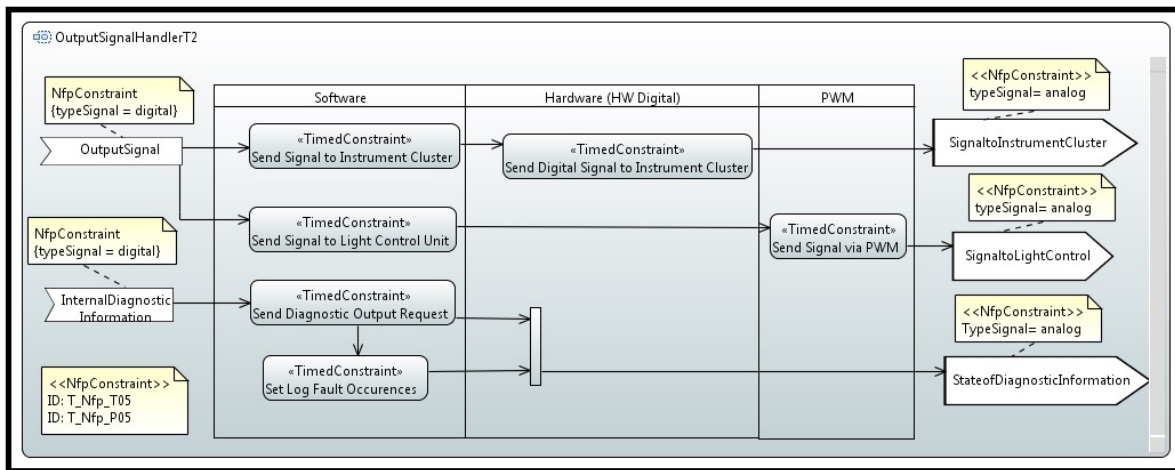 OutputSignalHandlerT2
NfpConstraint
{typeSignal = digital}
OutputSignal
NfpConstraint
{typeSignal = digital}
InternalDiagnostic
Information
<<NfpConstraint>>
ID: T_Nfp_T05
ID: T_Nfp_P05
Software
«TimedConstraint»
Send Signal to Instrument Cluster
«TimedConstraint»
Send Signal to Light Control Unit
«TimedConstraint»
Send Diagnostic Output Request
«TimedConstraint»
Set Log Fault Occurences
Hardware (HW Digital)
«TimedConstraint»
Send Digital Signal to Instrument Cluster
PWM
«TimedConstraint»
Send Signal via PWM
<<NfpConstraint>>
typeSignal= analog
SignaltoInstrumentCluster
<<NfpConstraint>>
typeSignal= analog
SignaltoLightControl
<<NfpConstraint>>
TypeSignal= analog
StateofDiagnosticInformation